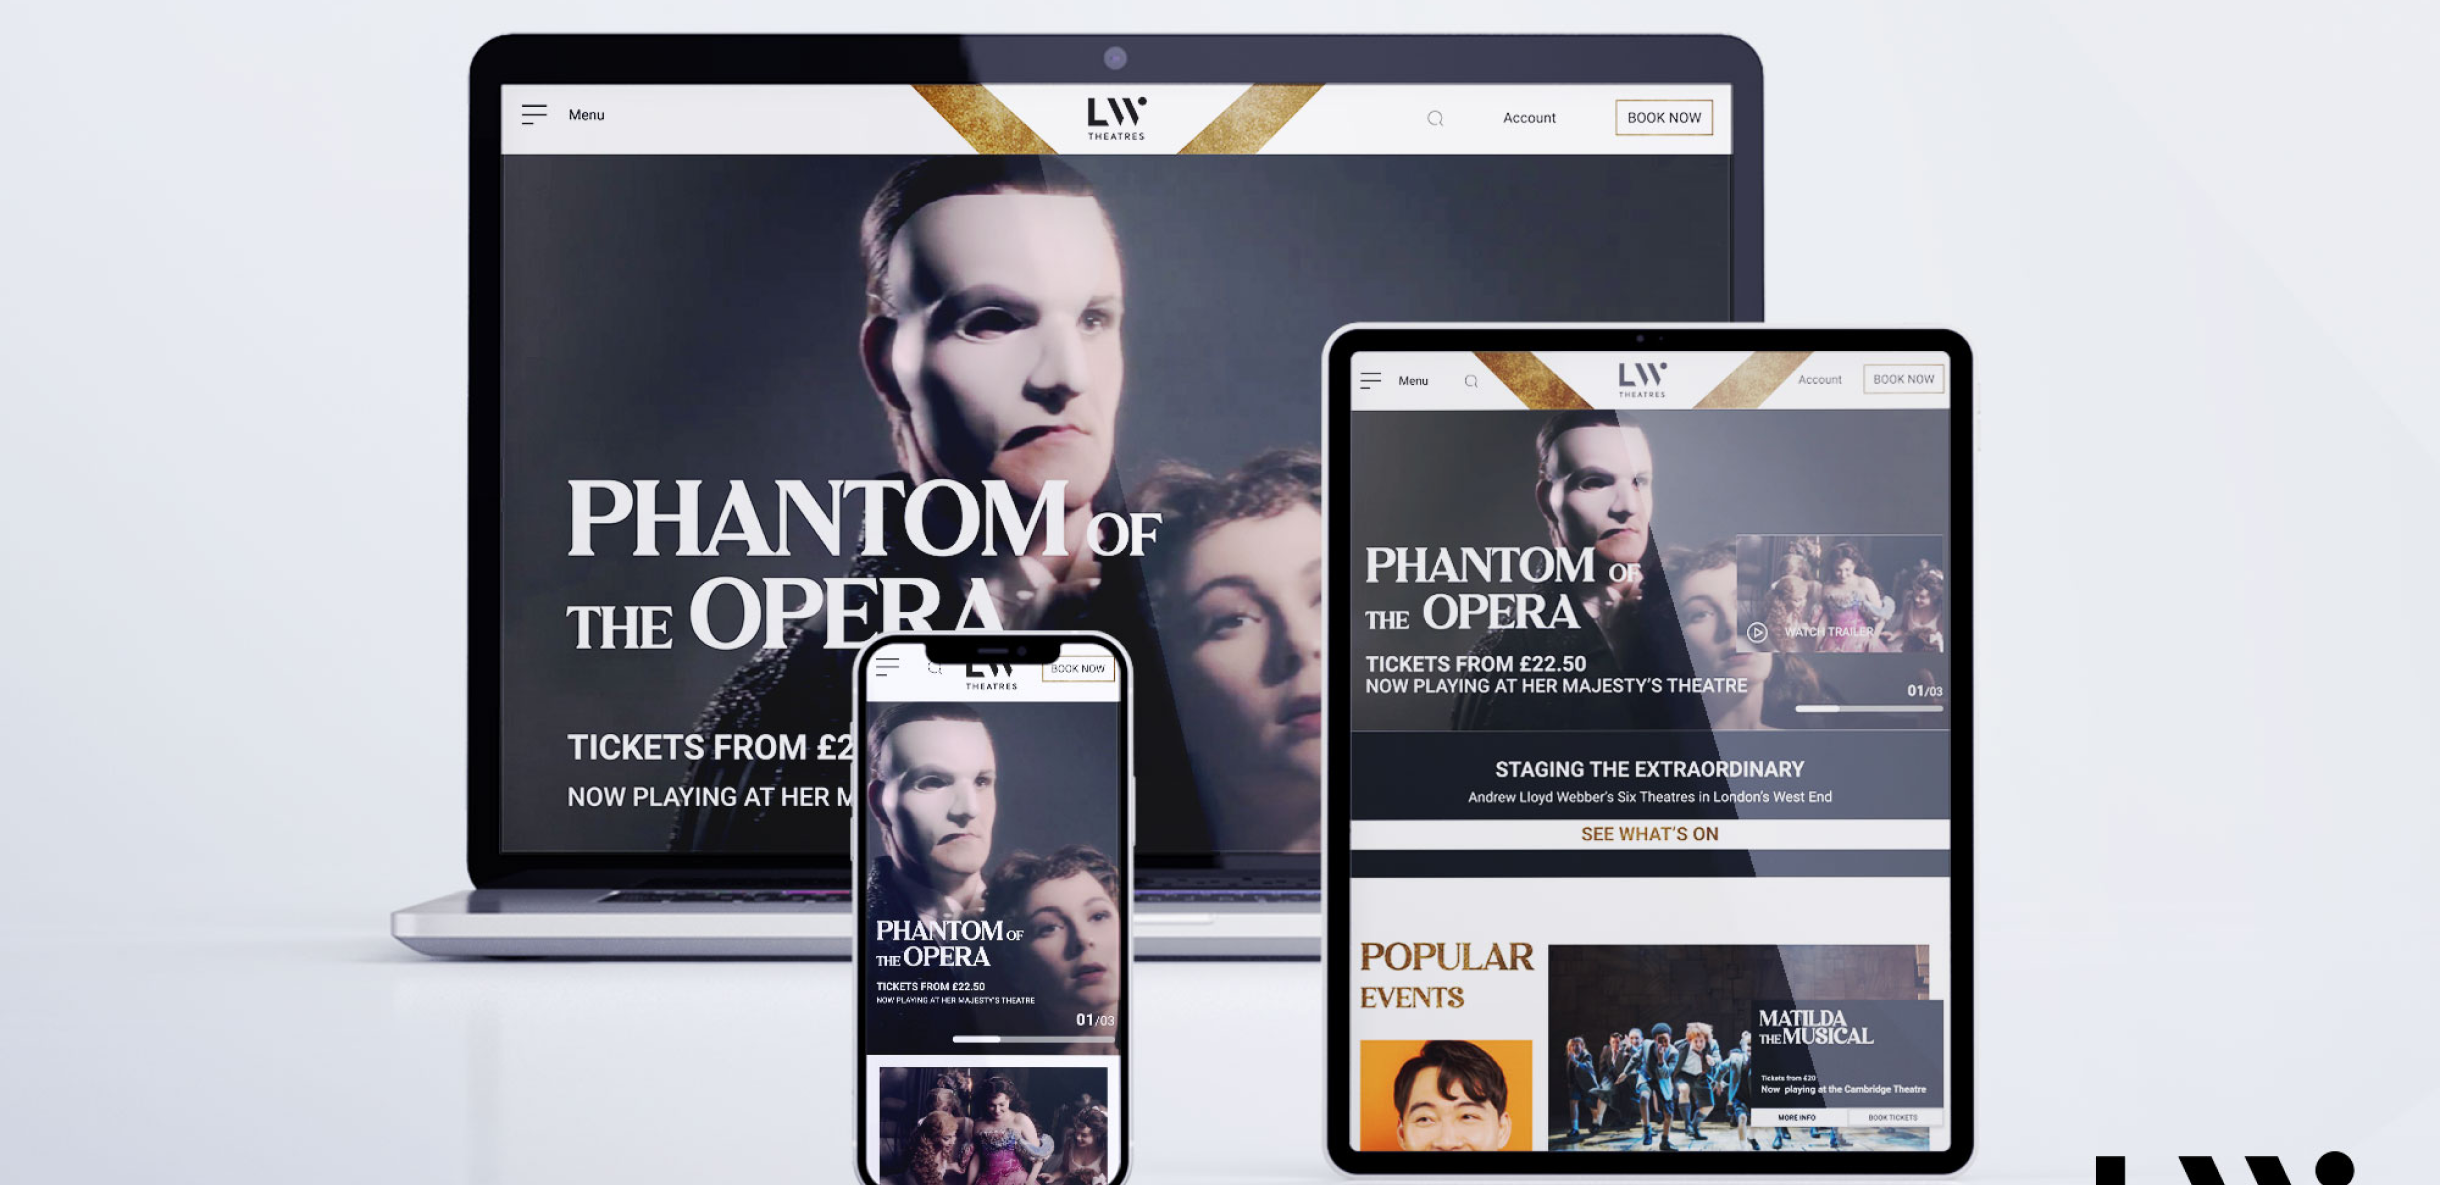 Menu
LW
THEATRES
Account
BOOK NOW
PHANTOM OF
THE OPERA
TICKETS FROM £2
NOW PLAYING AT HER M
Menu
LW
THEATRES
Account
BOOK NOW
PHANTOM OF
THE OPERA
WATCH TRAILER
TICKETS FROM £22.50
NOW PLAYING AT HER MAJESTY'S THEATRE
01/03
STAGING THE EXTRAORDINARY
Andrew Lloyd Webber's Six Theatres in London's West End
SEE WHAT'S ON
POPULAR
EVENTS
MATILDA
THE MUSICAL
Tickets from £20
Now playing at the Cambridge Theatre
MORE INFO
BOOK TICKETS
LW
THEATRES
BOOK NOW
PHANTOM OF
THE OPERA
TICKETS FROM £22.50
NOW PLAYING AT HER MAJESTY'S THEATRE
01/03
LW